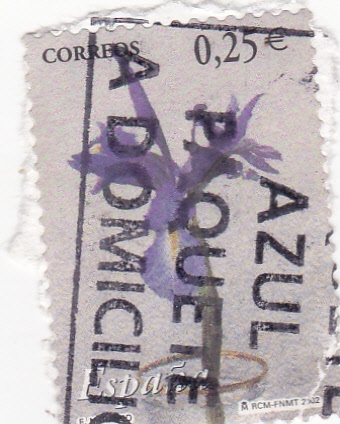 CORREOS 0,25 €
PAQUETE AZUL
A DOMICILIO
España
RCM-FNMT 2002